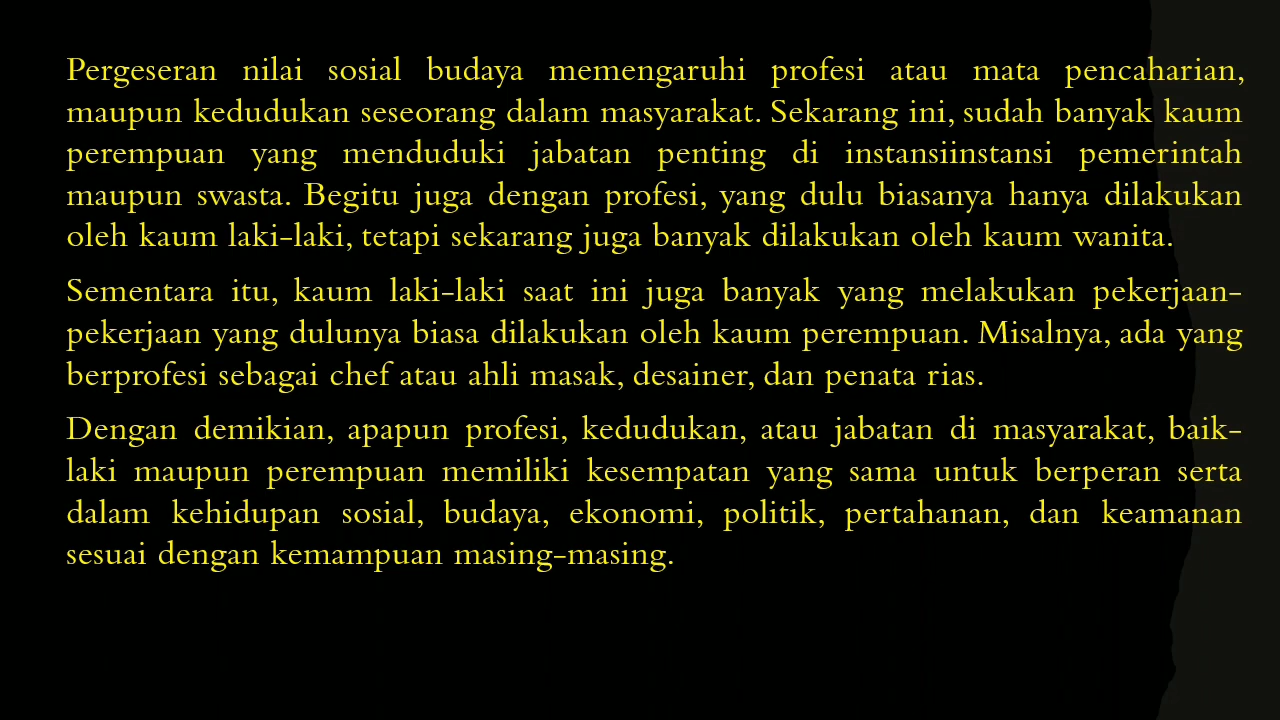 Pergeseran nilai sosial budaya memengaruhi profesi atau mata pencaharian,
maupun kedudukan seseorang dalam masyarakat. Sekarang ini, sudah banyak kaum
perempuan yang menduduki jabatan penting di instansiinstansi pemerintah
maupun swasta. Begitu juga dengan profesi, yang dulu biasanya hanya dilakukan
oleh kaum laki-laki, tetapi sekarang juga banyak dilakukan oleh kaum wanita.
Sementara itu, kaum laki-laki saat ini juga banyak yang melakukan pekerjaan-
pekerjaan yang dulunya biasa dilakukan oleh kaum perempuan. Misalnya, ada yang
berprofesi sebagai chef atau ahli masak, desainer, dan penata rias.
Dengan demikian, apapun profesi, kedudukan, atau jabatan di masyarakat, baik-
laki maupun perempuan memiliki kesempatan yang sama untuk berperan serta
dalam kehidupan sosial, budaya, ekonomi, politik, pertahanan, dan keamanan
sesuai dengan kemampuan masing-masing.